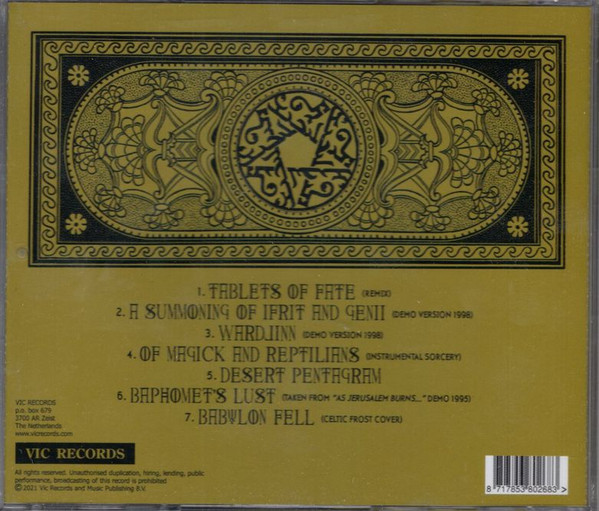 1. TABLETS OF FATE (REMIX)
2. A SUMMONING OF IFRIT AND GENII (DEMO VERSION 1998)
3. WARDJINN (DEMO VERSION 1998)
4. OF MAGICK AND REPTILIANS (INSTRUMENTAL SORCERY)
5. DESERT PENTAGRAM
6. BAPHOMET'S LUST (TAKEN FROM "AS JERUSALEM BURNS..." DEMO 1995)
7. BABYLON FELL (CELTIC FROST COVER)
VIC RECORDS
p.o. box 679
3700 AR Zeist
The Netherlands
www.vicrecords.com
VIC RECORDS
All rights reserved. Unauthorised duplication, hiring, lending, public
performance, broadcasting of this record is prohibited
© 2021 Vic Records and Music Publishing B.V.
8 717853 802683 >